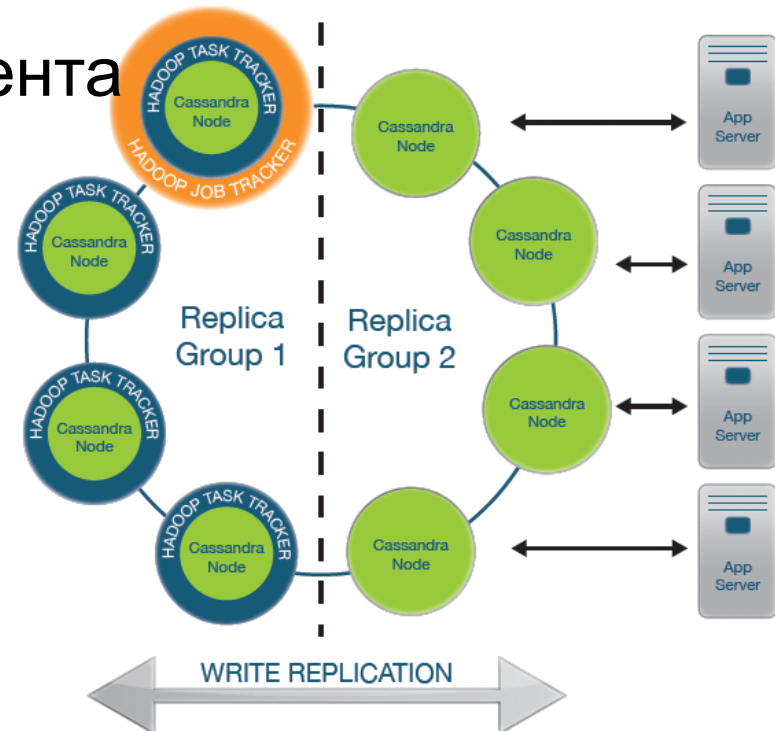 ента
HADOOP TASK TRACKER
Cassandra
Node
HADOOP JOB TRACKER
Cassandra
Node
App
Server
HADOOP TASK TRACKER
Cassandra
Node
Cassandra
Node
App
Server
Replica
Group 1
Replica
Group 2
HADOOP TASK TRACKER
Cassandra
Node
Cassandra
Node
App
Server
HADOOP TASK TRACKER
Cassandra
Node
Cassandra
Node
App
Server
WRITE REPLICATION